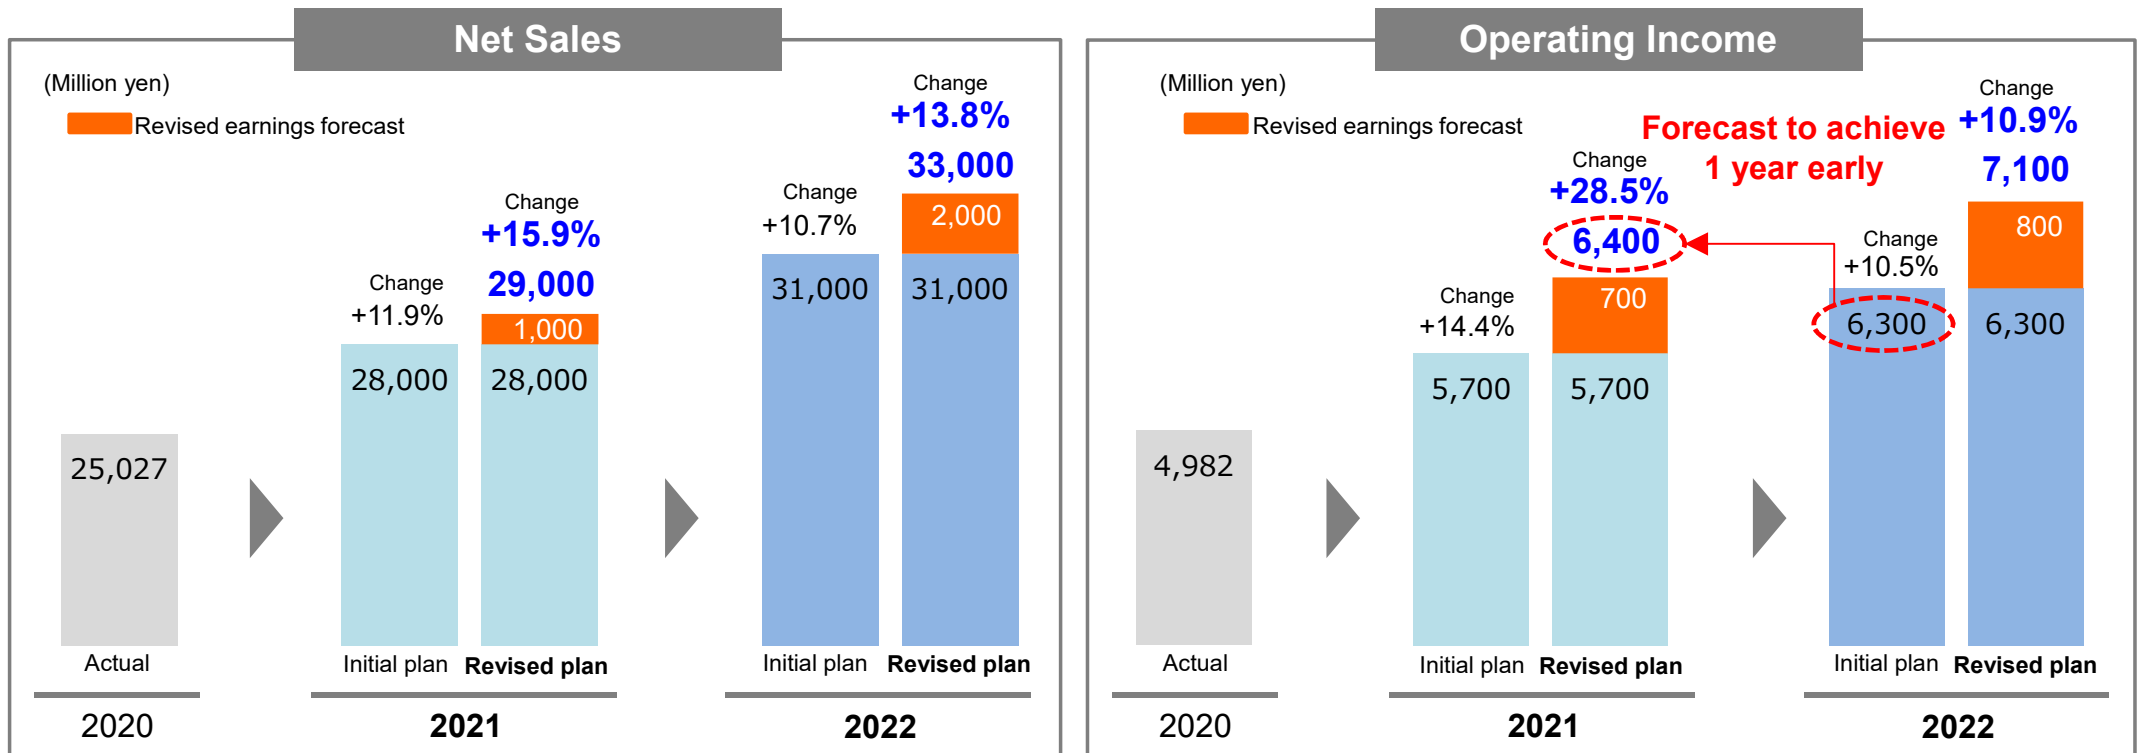 Net Sales
(Million yen)
Revised earnings forecast
Change
+13.8%
33,000
2,000
Change
+10.7%
31,000
31,000
Change
+15.9%
29,000
1,000
Change
+11.9%
28,000
28,000
25,027
Actual
Initial plan
Revised plan
Initial plan
Revised plan
2020
2021
2022
Operating Income
(Million yen)
Revised earnings forecast
Forecast to achieve
1 year early
Change
+10.9%
7,100
800
Change
+28.5%
6,400
700
Change
+10.5%
6,300
6,300
Change
+14.4%
5,700
5,700
4,982
Actual
Initial plan
Revised plan
Initial plan
Revised plan
2020
2021
2022